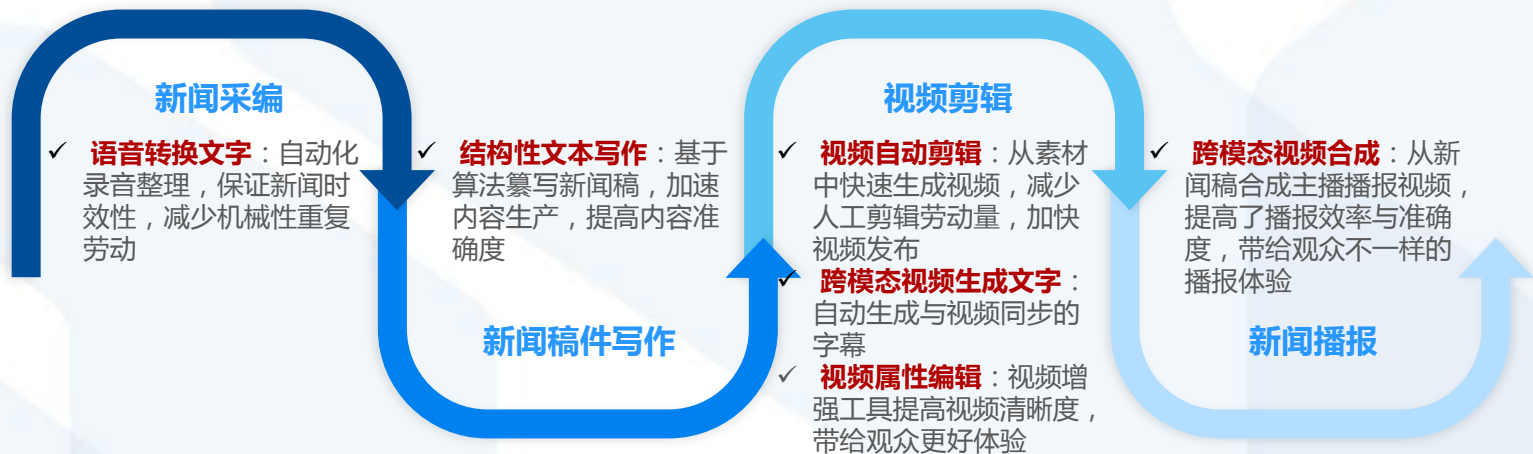 新闻采编
✓ 语音转换文字：自动化
录音整理，保证新闻时
效性，减少机械性重复
劳动
✓ 结构性文本写作：基于
算法纂写新闻稿，加速
内容生产，提高内容准
确度
新闻稿件写作
视频剪辑
✓ 视频自动剪辑：从素材
中快速生成视频，减少
人工剪辑劳动量，加快
视频发布
✓ 跨模态视频生成文字：
自动生成与视频同步的
字幕
✓ 视频属性编辑：视频增
强工具提高视频清晰度，
带给观众更好体验
✓ 跨模态视频合成：从新
闻稿合成主播播报视频，
提高了播报效率与准确
度，带给观众不一样的
播报体验
新闻播报